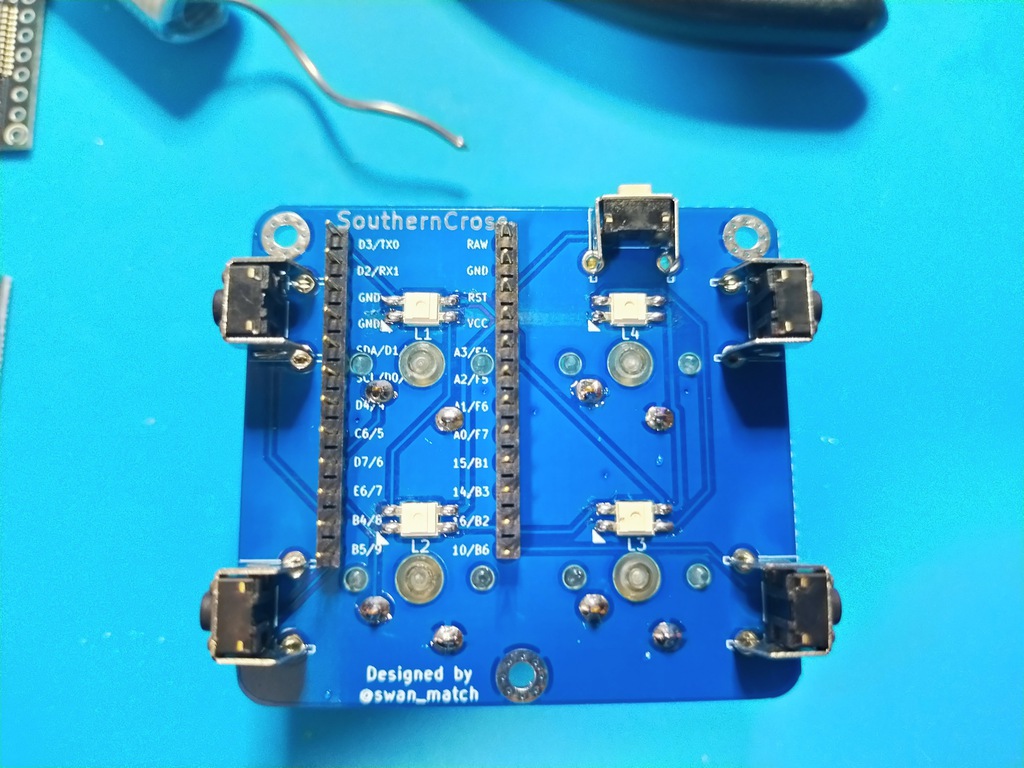 SouthernCross
D3/TX0
D2/RX1
GND
GND
SDA/D1
SCL/D0/
D4/4
C6/5
D7/6
E6/7
B4/8
B5/9
RAW
GND
RST
VCC
A3/F4
A2/F5
A1/F6
A0/F7
15/B1
14/B3
16/B2
10/B6
L1
L4
L2
L3
Designed by
@swan_match